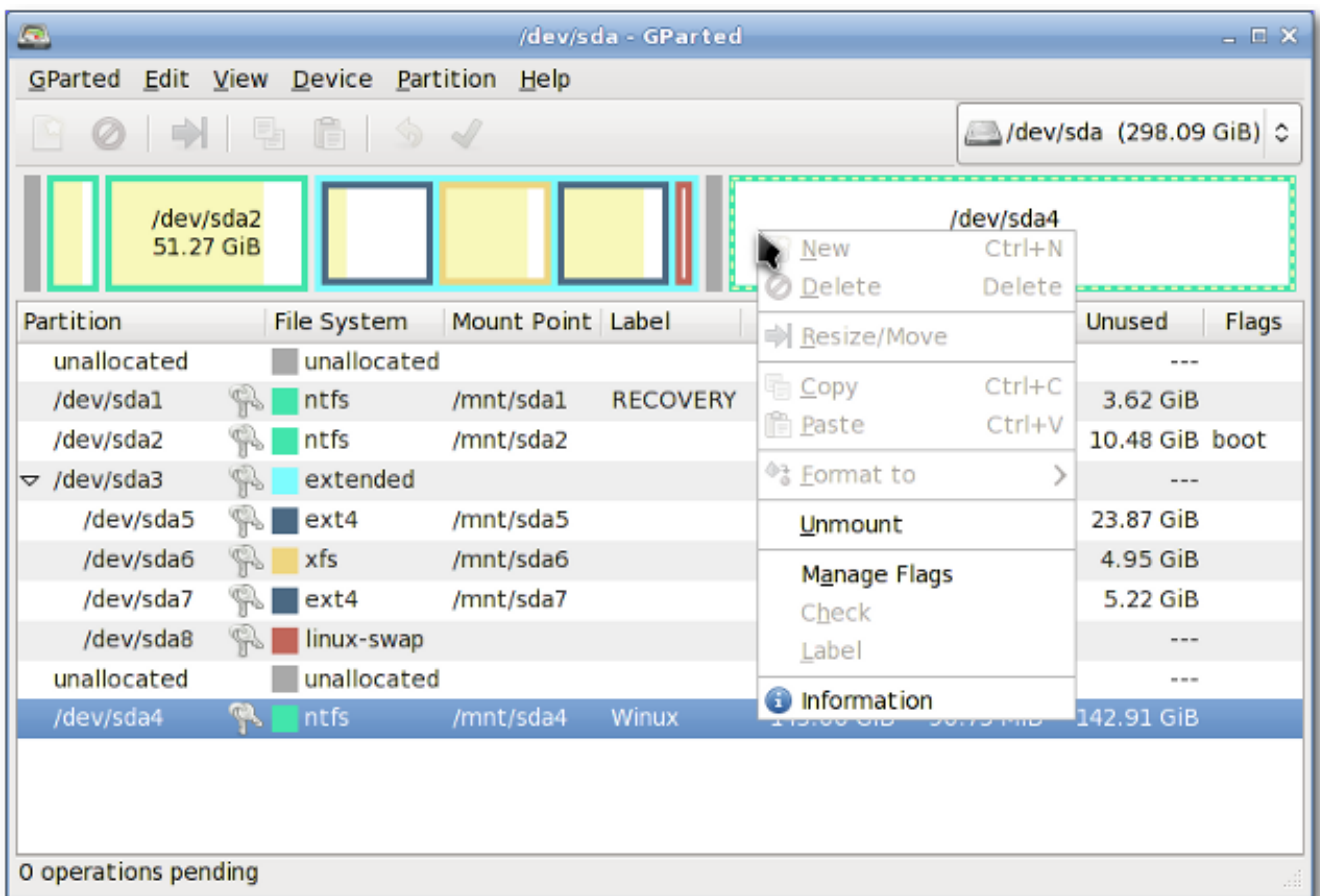 /dev/sda - GParted
GParted Edit View Device Partition Help
/dev/sda (298.09 GiB)
/dev/sda2
51.27 GiB
/dev/sda4
New Ctrl+N
Delete Delete
Resize/Move
Copy Ctrl+C
Paste Ctrl+V
Format to
Unmount
Manage Flags
Check
Label
Information
Partition File System Mount Point Label Unused Flags
unallocated unallocated ---
/dev/sda1 ntfs /mnt/sda1 RECOVERY 3.62 GiB
/dev/sda2 ntfs /mnt/sda2 10.48 GiB boot
/dev/sda3 extended ---
/dev/sda5 ext4 /mnt/sda5 23.87 GiB
/dev/sda6 xfs /mnt/sda6 4.95 GiB
/dev/sda7 ext4 /mnt/sda7 5.22 GiB
/dev/sda8 linux-swap ---
unallocated unallocated ---
/dev/sda4 ntfs /mnt/sda4 Winux 142.91 GiB
0 operations pending